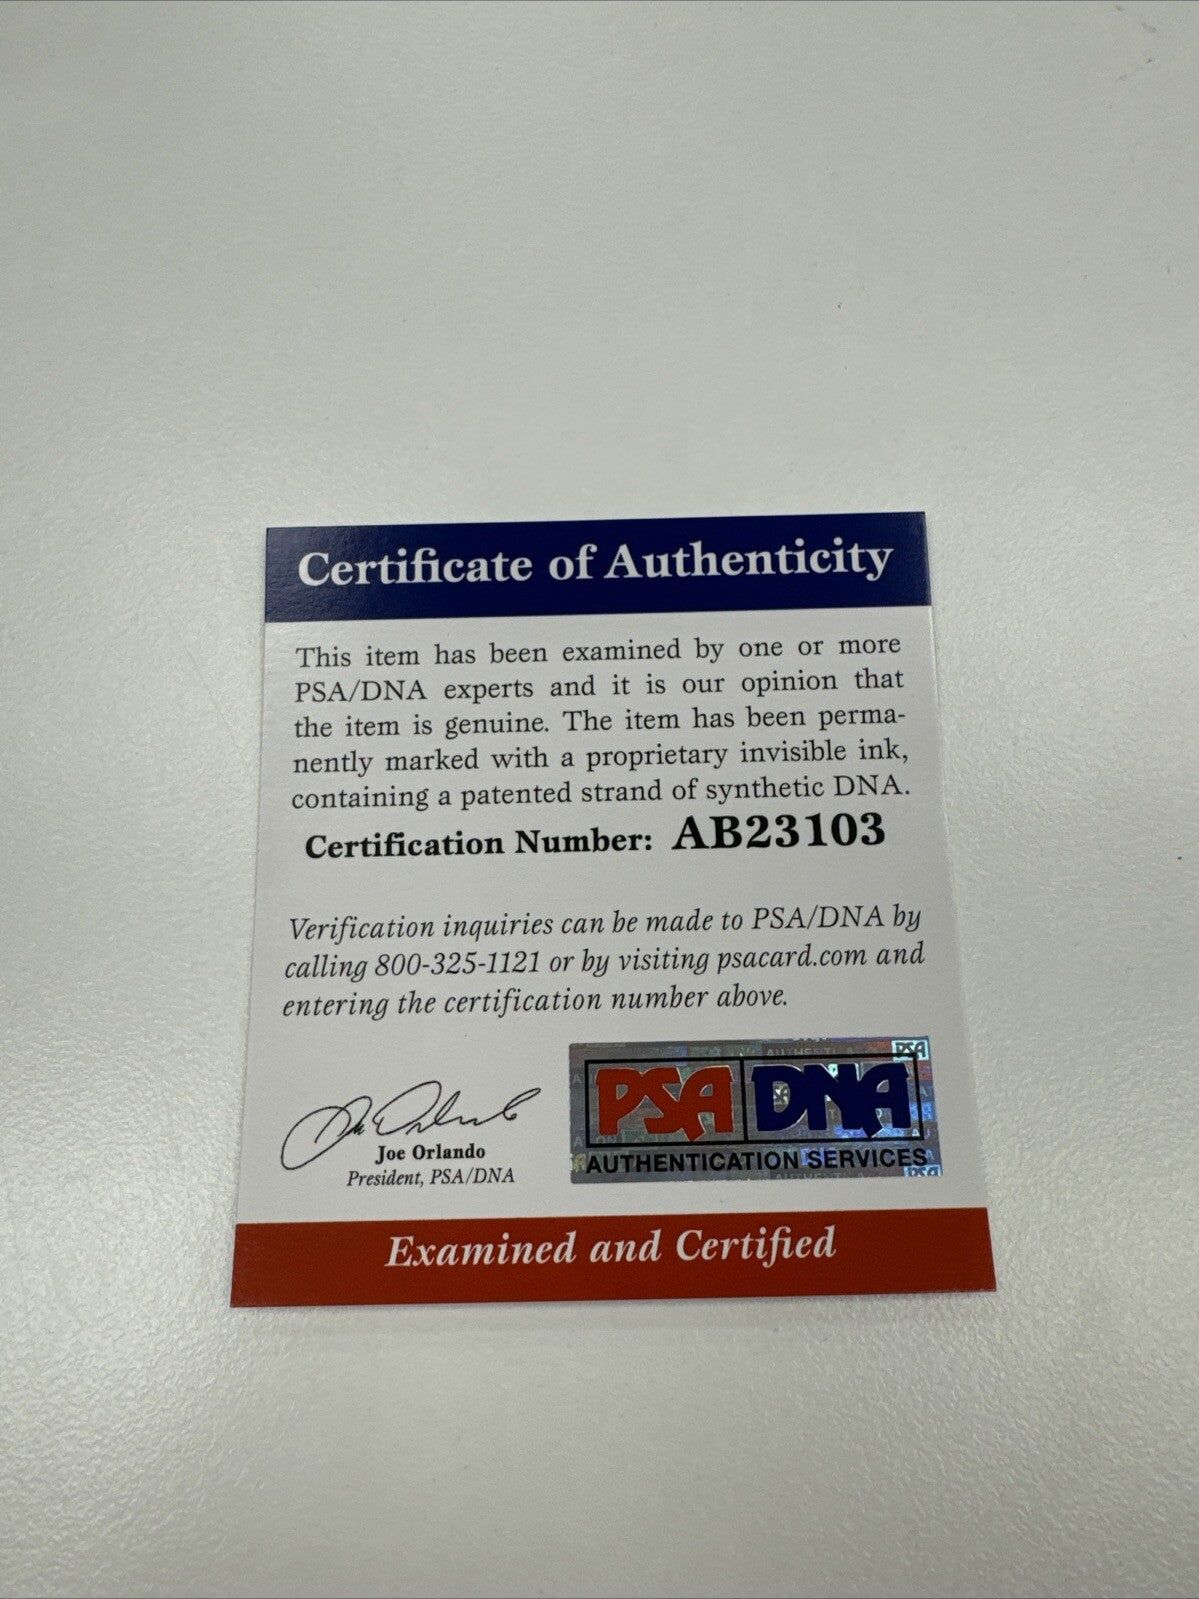 Certificate of Authenticity
This item has been examined by one or more
PSA/DNA experts and it is our opinion that
the item is genuine. The item has been perma-
nently marked with a proprietary invisible ink,
containing a patented strand of synthetic DNA.
Certification Number: AB23103
Verification inquiries can be made to PSA/DNA by
calling 800-325-1121 or by visiting psacard.com and
entering the certification number above.
Joe Orlando
Joe Orlando
President, PSA/DNA
PSA DNA
AUTHENTICATION SERVICES
Examined and Certified